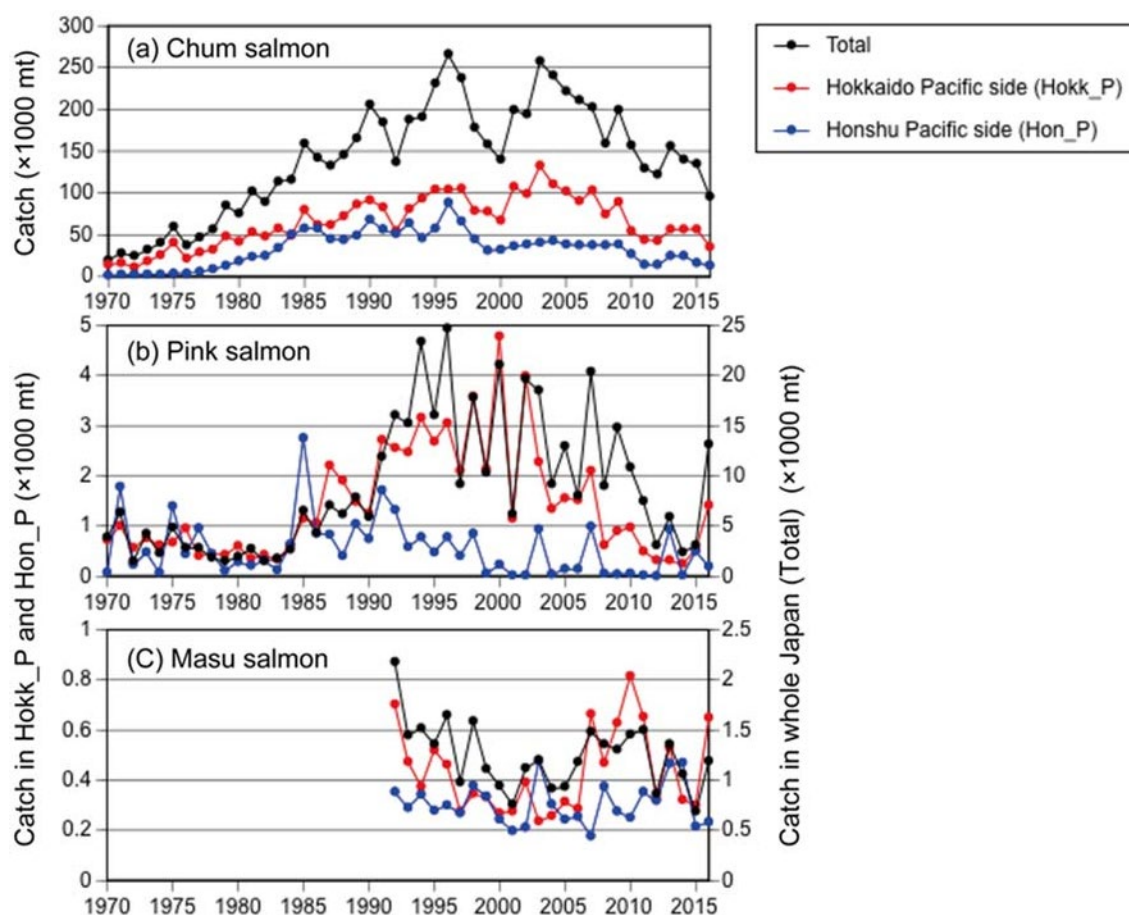 (a) Chum salmon
Catch (×1000 mt)
300
250
200
150
100
50
0
1970 1975 1980 1985 1990 1995 2000 2005 2010 2015
Total
Hokkaido Pacific side (Hokk_P)
Honshu Pacific side (Hon_P)
(b) Pink salmon
Catch in Hokk_P and Hon_P (×1000 mt)
5
4
3
2
1
0
25
20
15
10
5
0
Catch in whole Japan (Total) (×1000 mt)
1970 1975 1980 1985 1990 1995 2000 2005 2010 2015
(C) Masu salmon
1
0.8
0.6
0.4
0.2
0
2.5
2
1.5
1
0.5
0
1970 1975 1980 1985 1990 1995 2000 2005 2010 2015